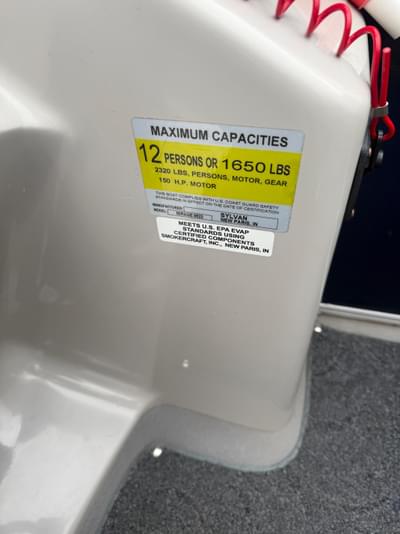 MAXIMUM CAPACITIES
12 PERSONS OR 1650 LBS
2320 LBS, PERSONS, MOTOR, GEAR
150 H.P. MOTOR
THIS BOAT COMPLIES WITH U.S. COAST GUARD SAFETY
STANDARDS IN EFFECT ON THE DATE OF CERTIFICATION
MANUFACTURER: SYLVAN
MODEL: NEW PARIS, IN
MEETS U.S. EPA EVAP
STANDARDS USING
CERTIFIED COMPONENTS
SMOKERCRAFT, INC., NEW PARIS, IN